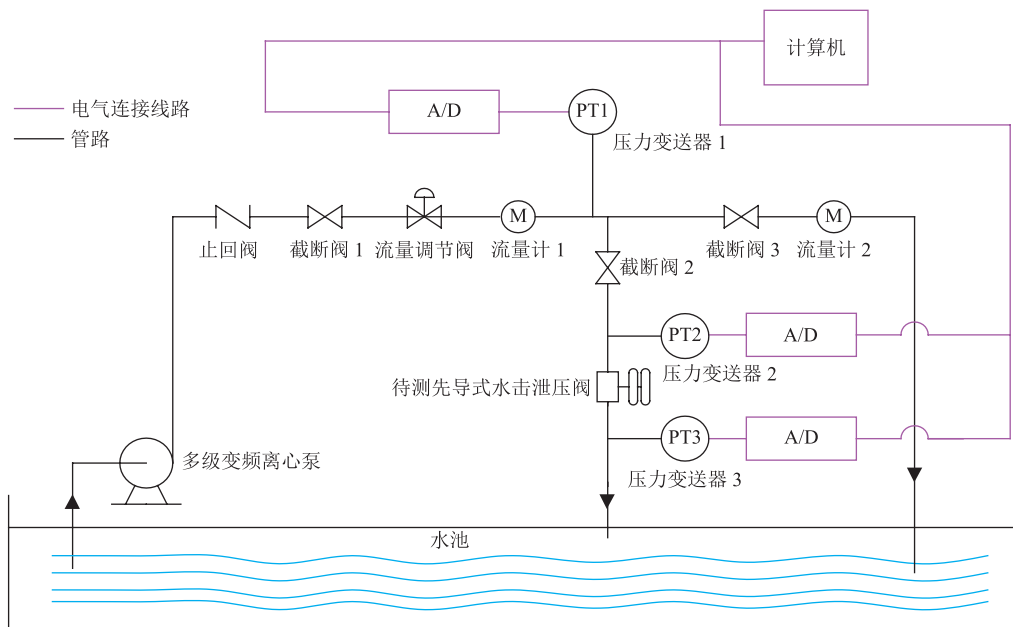 计算机
电气连接线路
管路
A/D
PT1
压力变送器 1
M
M
止回阀
截断阀 1
流量调节阀
流量计 1
截断阀 3
流量计 2
截断阀 2
PT2
A/D
压力变送器 2
待测先导式水击泄压阀
PT3
A/D
压力变送器 3
多级变频离心泵
水池